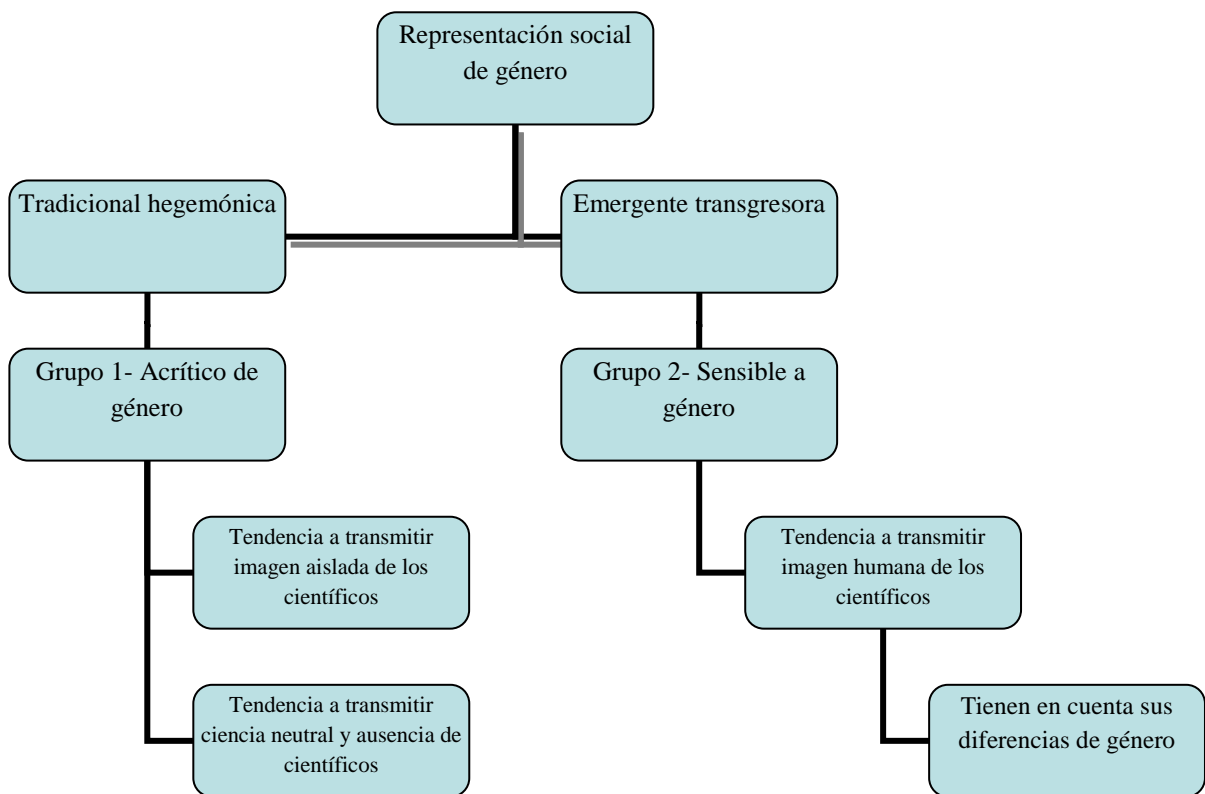 Representación social
de género
Tradicional hegemónica
Emergente transgresora
Grupo 1- Acrítico de
género
Grupo 2- Sensible a
género
Tendencia a transmitir
imagen aislada de los
científicos
Tendencia a transmitir
imagen humana de los
científicos
Tendencia a transmitir
ciencia neutral y ausencia de
científicos
Tienen en cuenta sus
diferencias de género